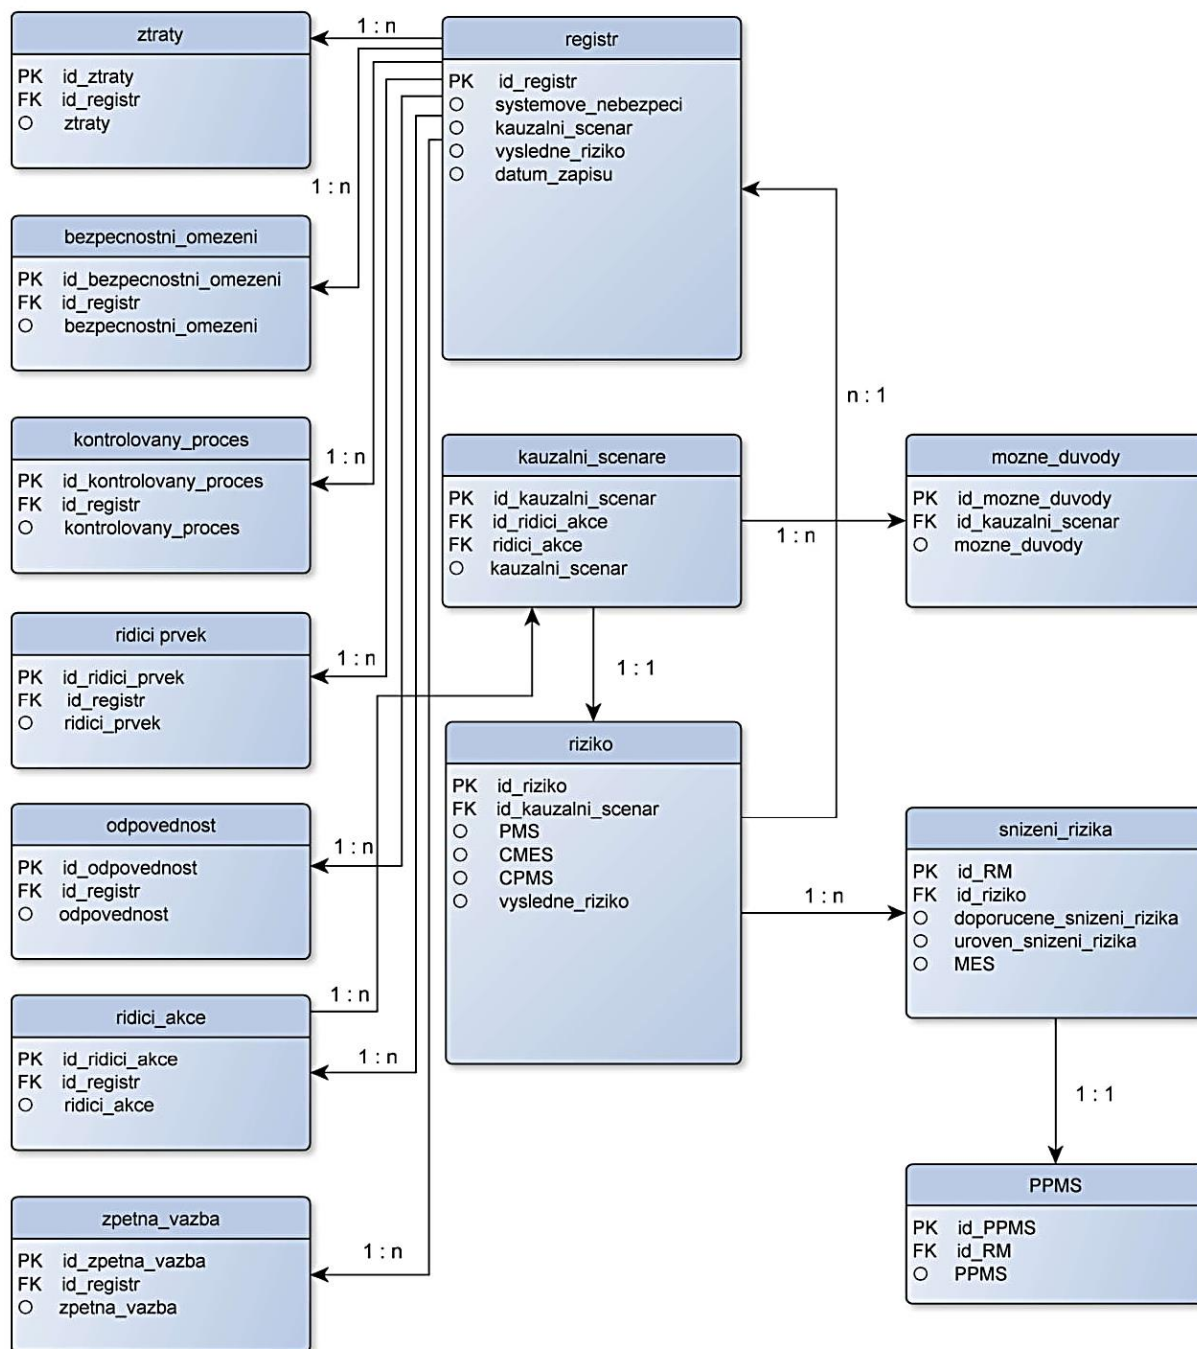 ztraty
PK id_ztraty
FK id_registr
O ztraty
1 : n
registr
PK id_registr
O systemove_nebezpeci
O kauzalni_scenar
O vysledne_riziko
O datum_zapisu
1 : n
bezpecnostni_omezeni
PK id_bezpecnostni_omezeni
FK id_registr
O bezpecnostni_omezeni
n : 1
kontrolovany_proces
PK id_kontrolovany_proces
FK id_registr
O kontrolovany_proces
1 : n
kauzalni_scenare
PK id_kauzalni_scenar
FK id_ridici_akce
FK ridici_akce
O kauzalni_scenar
1 : n
mozne_duvody
PK id_mozne_duvody
FK id_kauzalni_scenar
O mozne_duvody
ridici prvek
PK id_ridici_prvek
FK id_registr
O ridici_prvek
1 : n
1 : 1
riziko
PK id_riziko
FK id_kauzalni_scenar
O PMS
O CMES
O CPMS
O vysledne_riziko
odpovednost
PK id_odpovednost
FK id_registr
O odpovednost
1 : n
1 : n
snizeni_rizika
PK id_RM
FK id_riziko
O doporucene_snizeni_rizika
O uroven_snizeni_rizika
O MES
ridici_akce
PK id_ridici_akce
FK id_registr
O ridici_akce
1 : n
1 : n
1 : 1
PPMS
PK id_PPMS
FK id_RM
O PPMS
zpetna_vazba
PK id_zpetna_vazba
FK id_registr
O zpetna_vazba
1 : n